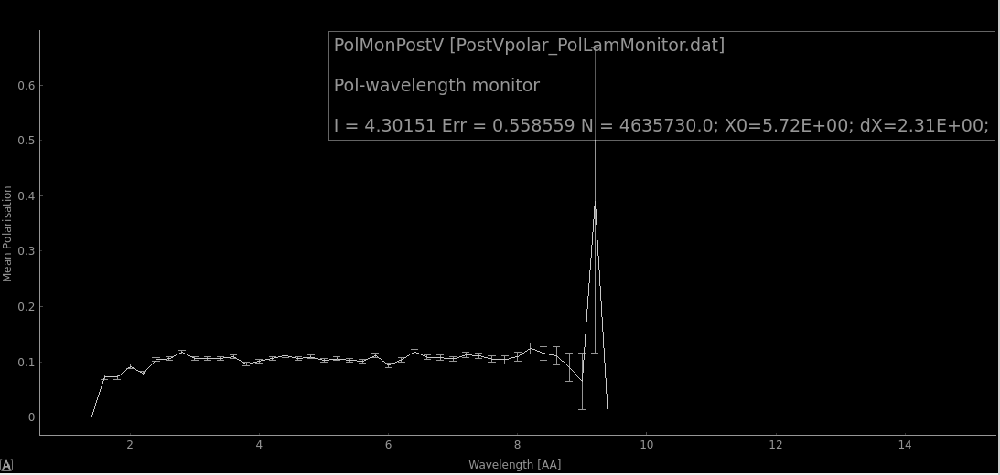 PolMonPostV [PostVpolar_PolLamMonitor.dat]
Pol-wavelength monitor
I = 4.30151 Err = 0.558559 N = 4635730.0; X0=5.72E+00; dX=2.31E+00;
Mean Polarisation
0.6
0.5
0.4
0.3
0.2
0.1
0
2 4 6 8 10 12 14
Wavelength [AA]
A